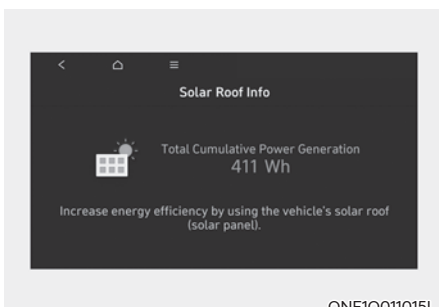 Solar Roof Info
Total Cumulative Power Generation
411 Wh
Increase energy efficiency by using the vehicle's solar roof
(solar panel).